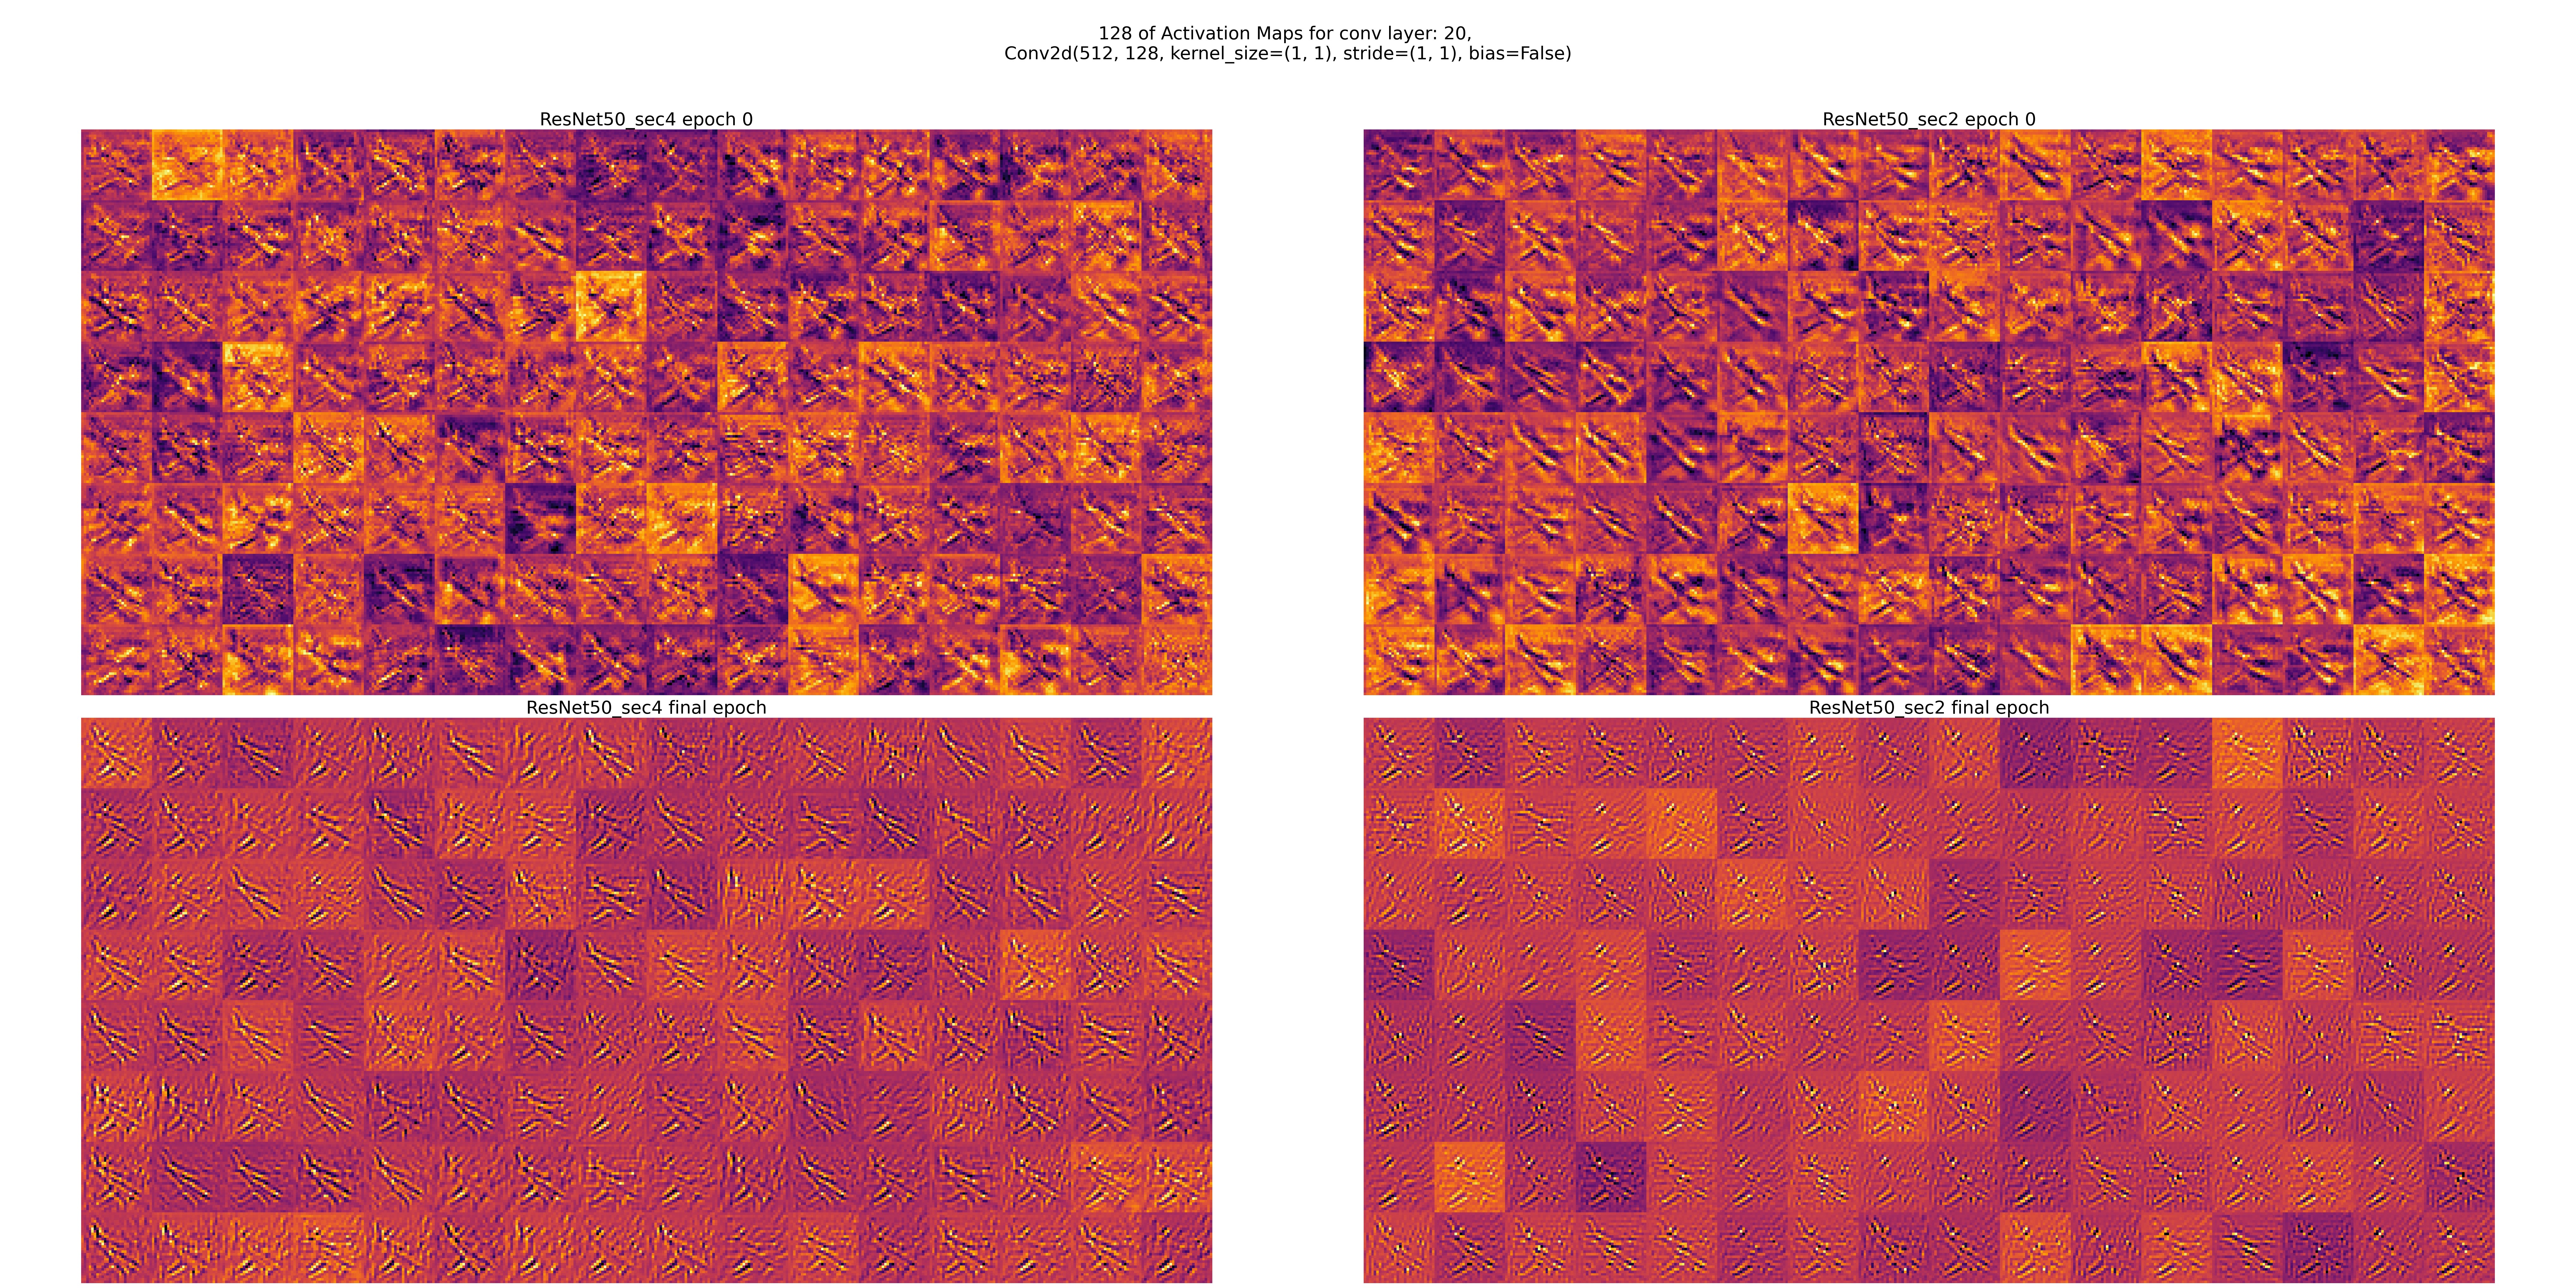 128 of Activation Maps for conv layer: 20,
Conv2d(512, 128, kernel_size=(1, 1), stride=(1, 1), bias=False)
ResNet50_sec4 epoch 0
ResNet50_sec2 epoch 0
ResNet50_sec4 final epoch
ResNet50_sec2 final epoch